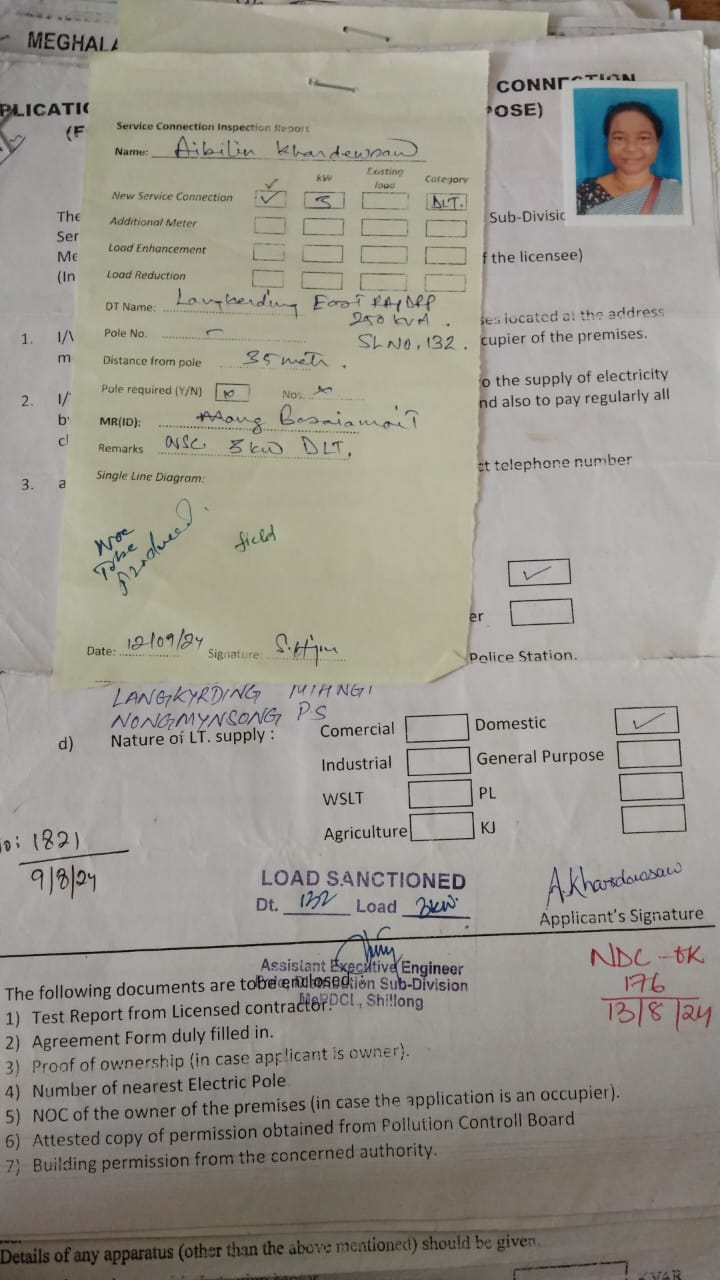 MEGHALA
CONNECTION
PLICATIO
POSE)
(F
Service Connection Inspection Report
Name: Aibilin Khardewsaw
kW Existing load Category
New Service Connection ✓ 3 DLT.
Additional Meter
Load Enhancement
Load Reduction
DT Name: Langkerding East
250 KVA.
Pole No. –
SL NO. 132.
Distance from pole 35 metr.
Pole required (Y/N) Nos. x
MR(ID):
Remarks NSC. 3 kW DLT.
Single Line Diagram:
NOC
To be
produced.
field
Date: 12/09/24 Signature:
The
Sub-Divisio
Ser
Me
f the licensee)
(In
ses located at the address
1. I/W
cupier of the premises.
m
o the supply of electricity
2. I/
nd also to pay regularly all
b
cl
ct telephone number
3. a
✓
er
Police Station.
LANGKYRDING MIHNGI
NONGMYNSONG P.S
d) Nature of LT. supply :
Comercial Domestic ✓
Industrial General Purpose
WSLT PL
Agriculture KJ
o: 1821
9/8/24
LOAD SANCTIONED
Dt. 132 Load 3kw.
A.Khardewsaw
Applicant's Signature
Assistant Executive Engineer
Distribution Sub-Division
MePDCL, Shillong
NDC - OK
176
13/8/24
The following documents are tobe enclosed
1) Test Report from Licensed contractor.
2) Agreement Form duly filled in.
3) Proof of ownership (in case applicant is owner).
4) Number of nearest Electric Pole
5) NOC of the owner of the premises (in case the application is an occupier).
6) Attested copy of permission obtained from Pollution Controll Board
7) Building permission from the concerned authority.
Details of any apparatus (other than the above mentioned) should be given.
KVAR